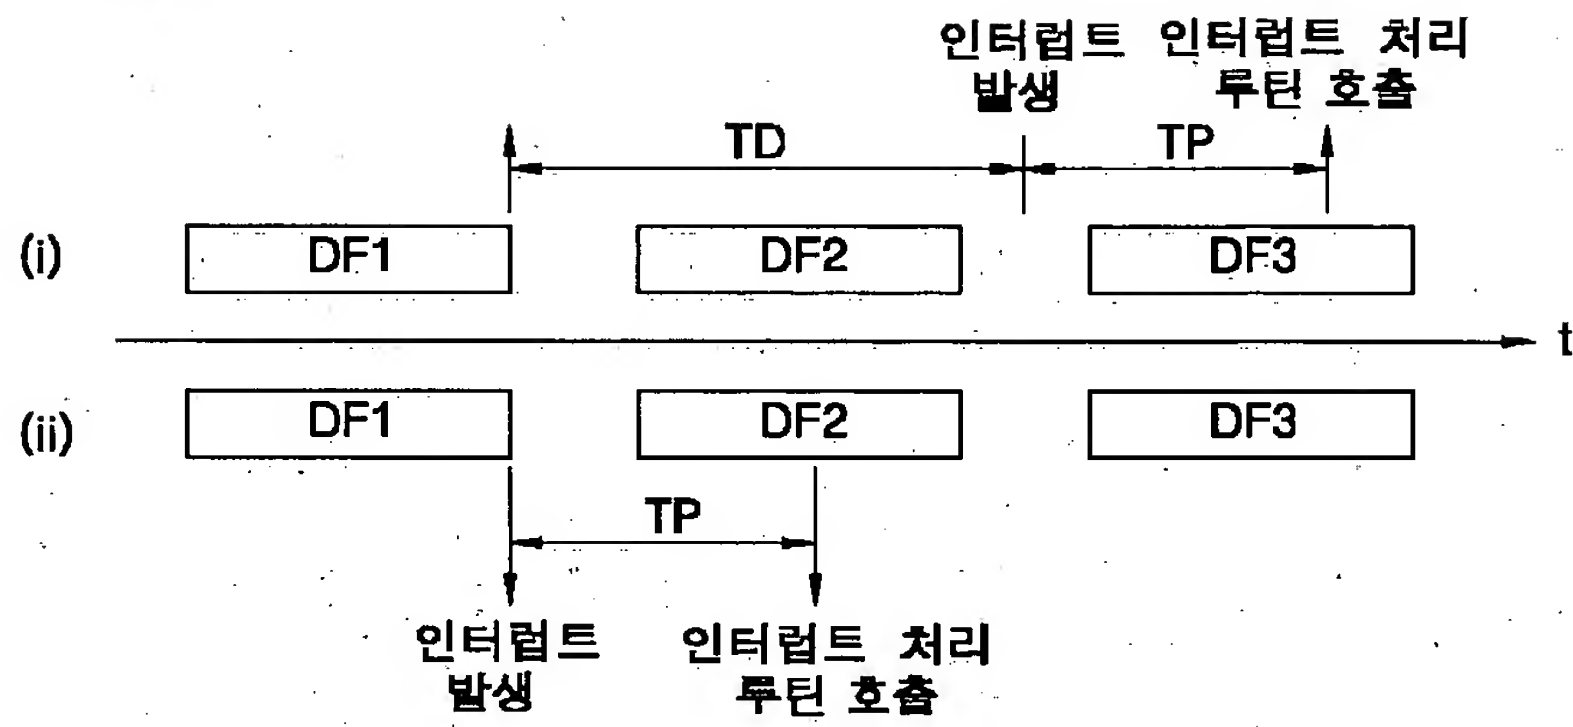 인터럽트 인터럽트 처리
발생 루틴 호출
TD TP
(i) DF1 DF2 DF3
t
(ii) DF1 DF2 DF3
TP
인터럽트 인터럽트 처리
발생 루틴 호출